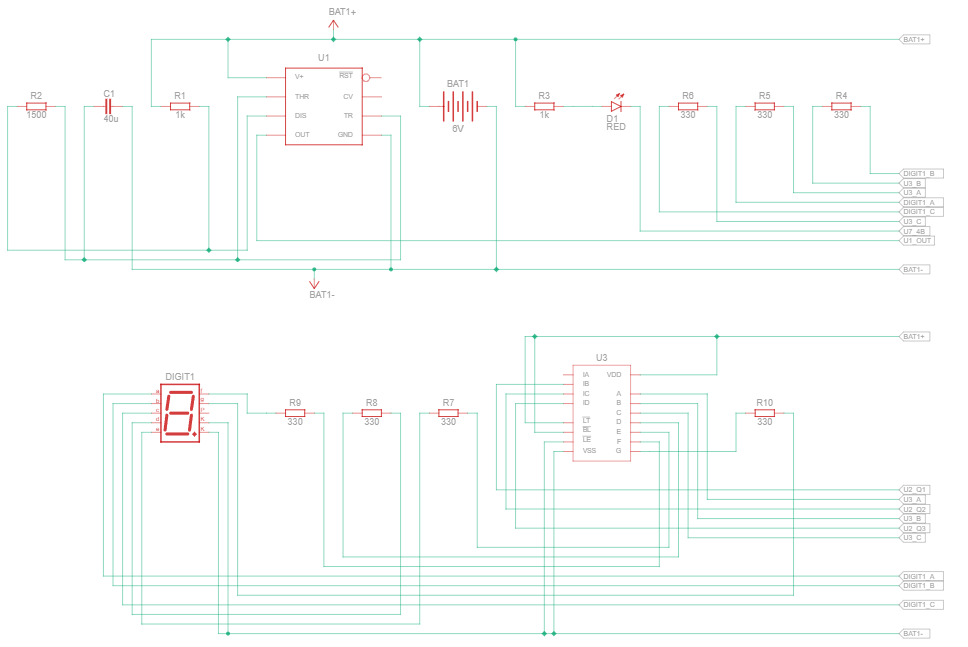 BAT1+
BAT1+
U1
V+
RST
THR
CV
DIS
TR
OUT
GND
R2
1500
C1
40u
R1
1k
BAT1
6V
R3
1k
D1
RED
R6
330
R5
330
R4
330
DIGIT1_B
U3_B
U3_A
DIGIT1_A
DIGIT1_C
U3_C
U7_4B
U1_OUT
BAT1-
BAT1-
BAT1+
U3
IA
VDD
IB
IC
A
ID
B
C
LT
D
BL
E
LE
F
VSS
G
DIGIT1
R9
330
R8
330
R7
330
R10
330
U2_Q1
U3_A
U2_Q2
U3_B
U2_Q3
U3_C
DIGIT1_A
DIGIT1_B
DIGIT1_C
BAT1-